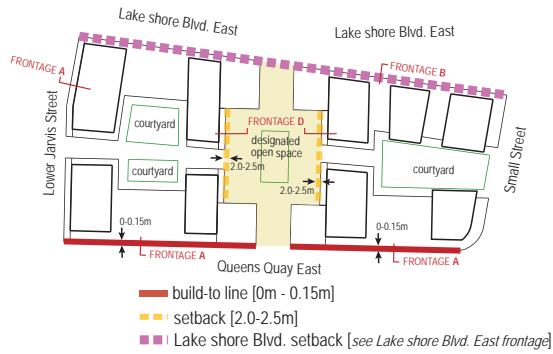 Lake shore Blvd. East
Lake shore Blvd. East
FRONTAGE A
FRONTAGE B
Lower Jarvis Street
courtyard
FRONTAGE D
designated
open space
courtyard
2.0-2.5m
courtyard
2.0-2.5m
Small Street
0-0.15m
0-0.15m
FRONTAGE A
FRONTAGE A
Queens Quay East
build-to line [0m - 0.15m]
setback [2.0-2.5m]
Lake shore Blvd. setback [see Lake shore Blvd. East frontage]